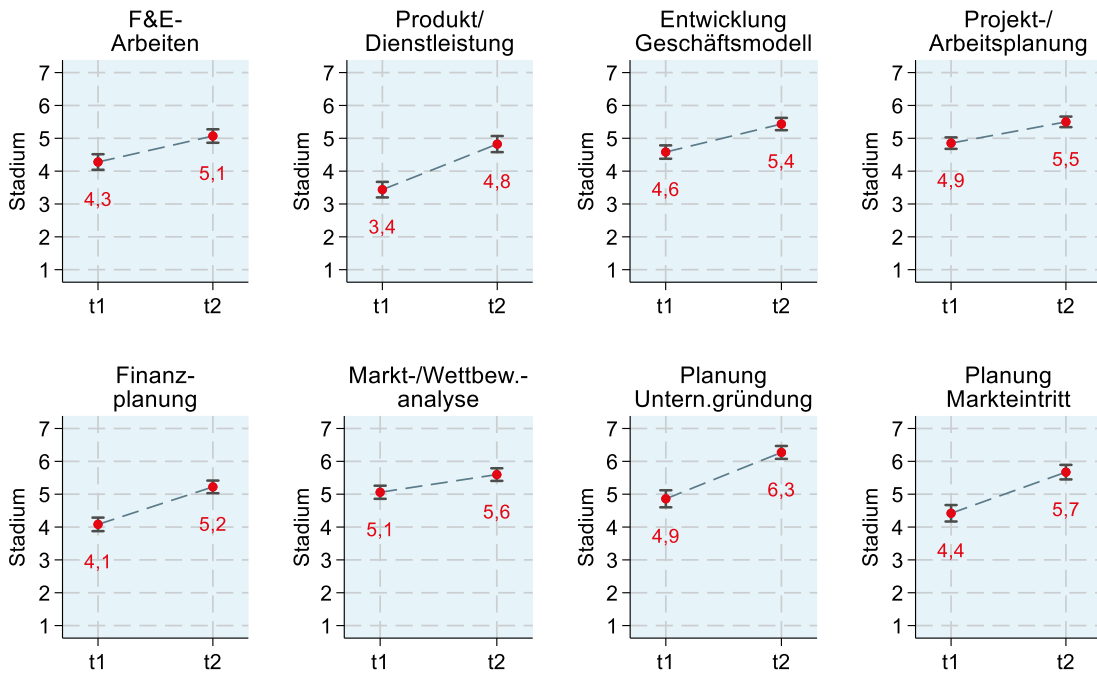 F&E-
Arbeiten
Produkt/
Dienstleistung
Entwicklung
Geschäftsmodell
Projekt-/
Arbeitsplanung
Stadium
7
6
5
4
3
2
1
4,3
5,1
t1
t2
Stadium
7
6
5
4
3
2
1
3,4
4,8
t1
t2
Stadium
7
6
5
4
3
2
1
4,6
5,4
t1
t2
Stadium
7
6
5
4
3
2
1
4,9
5,5
t1
t2
Finanz-
planung
Markt-/Wettbew.-
analyse
Planung
Untern.gründung
Planung
Markteintritt
Stadium
7
6
5
4
3
2
1
4,1
5,2
t1
t2
Stadium
7
6
5
4
3
2
1
5,1
5,6
t1
t2
Stadium
7
6
5
4
3
2
1
4,9
6,3
t1
t2
Stadium
7
6
5
4
3
2
1
4,4
5,7
t1
t2